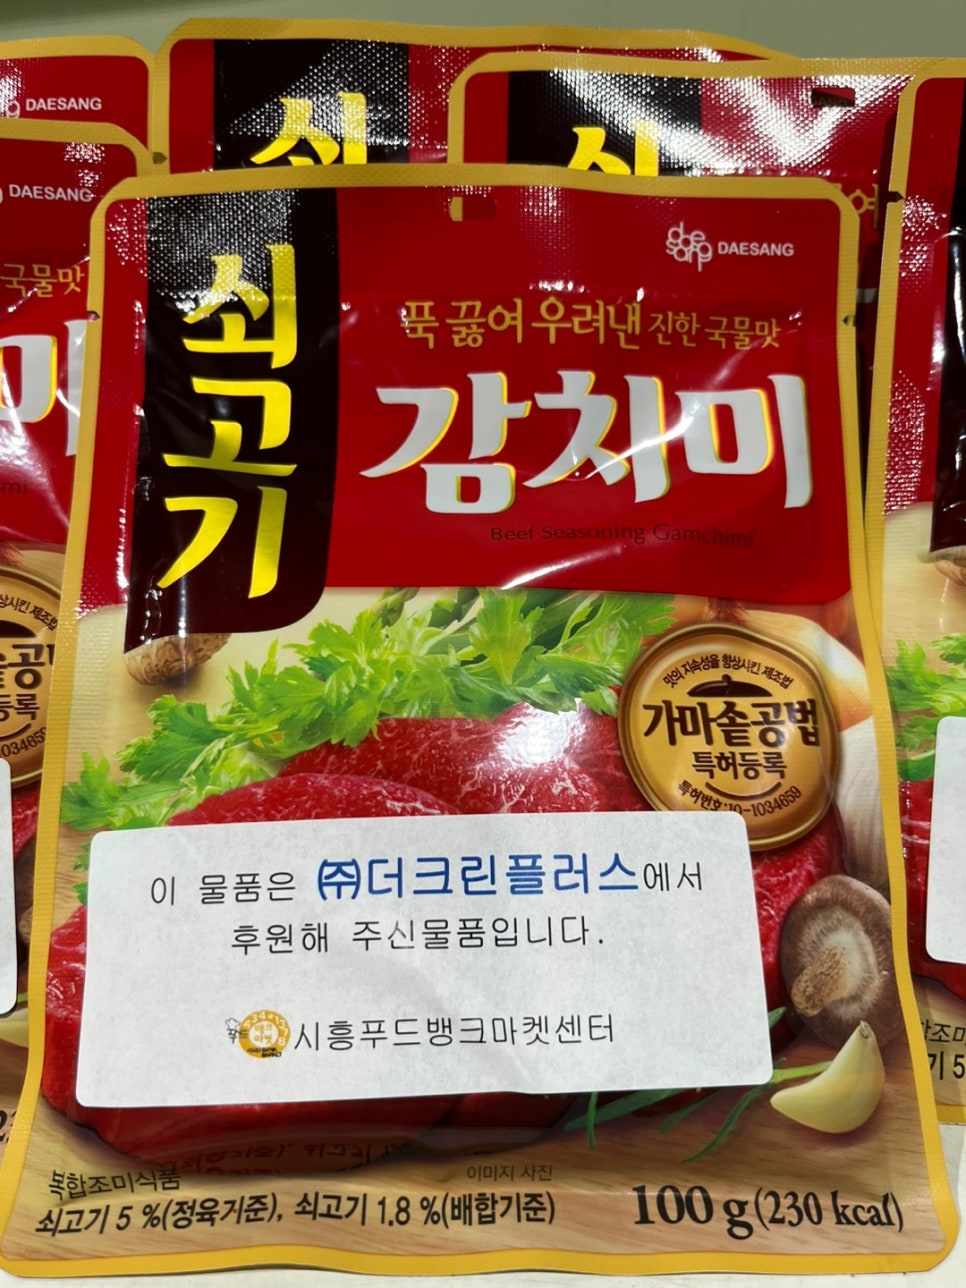 DAESANG
DAESANG
국물맛
쇠
쇠
쇠고기
daesang DAESANG
푹 끓여 우려낸 진한 국물맛
감치미
Beef Seasoning Gamchimi
맛의 지속성을 향상시킨 제조법
가마솥공법
특허등록
특허번호:10-1034659
이 물품은 ㈜더크린플러스에서
후원해 주신물품입니다.
시흥푸드뱅크마켓센터
복합조미식품
이미지 사진
쇠고기 5 %(정육기준), 쇠고기 1.8 %(배합기준)
100 g(230 kcal)